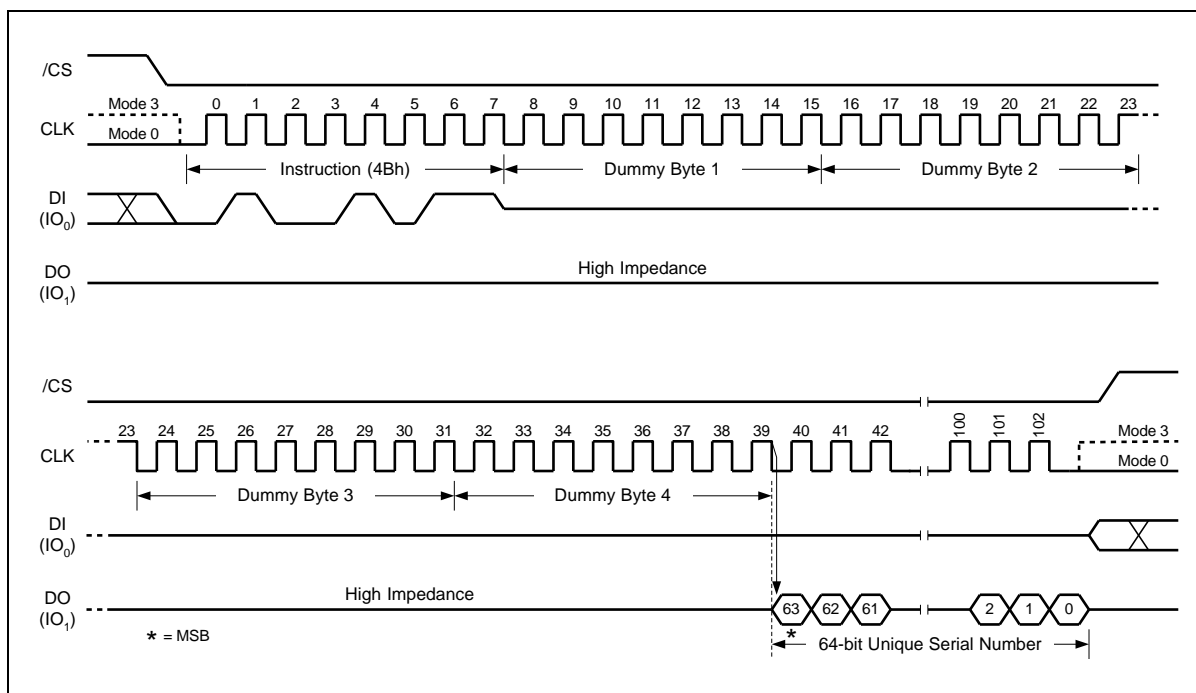 /CS
Mode 3
0 1 2 3 4 5 6 7 8 9 10 11 12 13 14 15 16 17 18 19 20 21 22 23
CLK
Mode 0
Instruction (4Bh)
Dummy Byte 1
Dummy Byte 2
DI
(IO0)
High Impedance
DO
(IO1)
/CS
23 24 25 26 27 28 29 30 31 32 33 34 35 36 37 38 39 40 41 42 100 101 102
Mode 3
CLK
Mode 0
Dummy Byte 3
Dummy Byte 4
DI
(IO0)
High Impedance
DO
(IO1)
63 62 61 2 1 0
* = MSB
*
64-bit Unique Serial Number